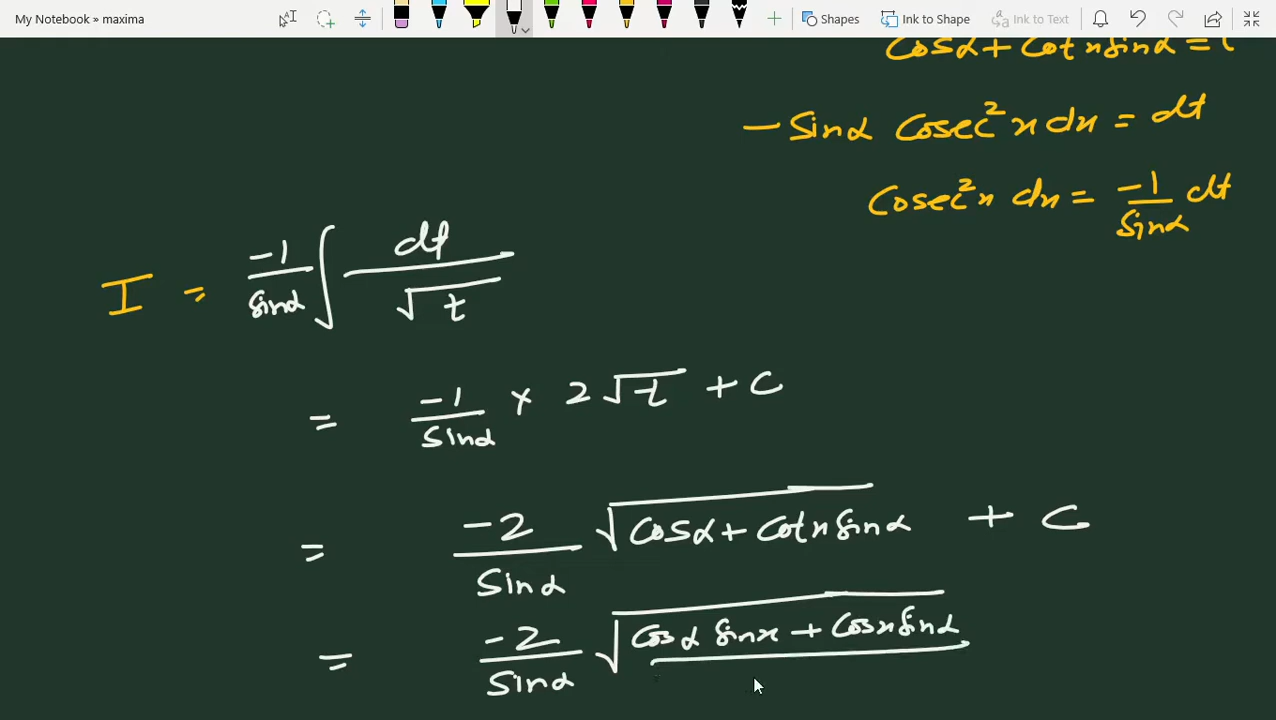 My Notebook » maxima
Shapes Ink to Shape Ink to Text
Cosα + Cotx Sinα = t
- Sinα Cosec²x dx = dt
Cosec²x dx = -1/Sinα dt
I = -1/Sinα ∫ dt/√t
= -1/Sinα × 2√t + C
= -2/Sinα √(Cosα + Cotx Sinα) + C
= -2/Sinα √(Cosα Sinx + Cosx Sinα)